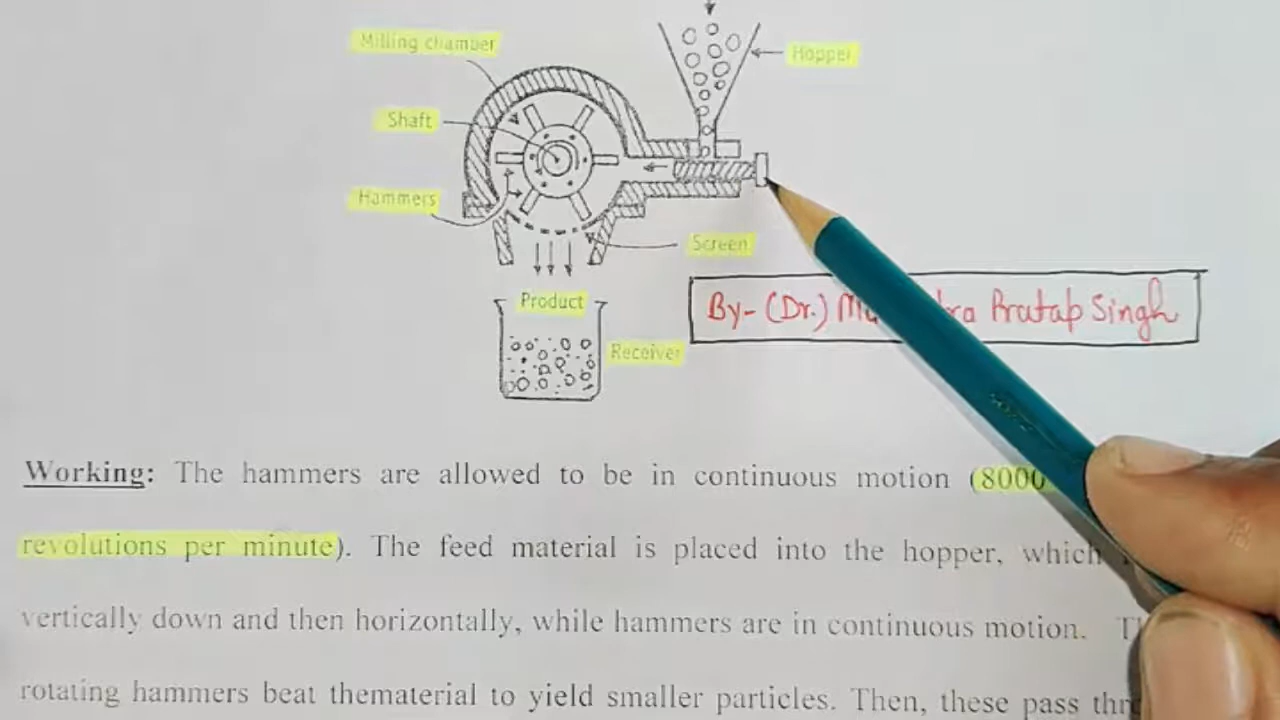 Milling chamber
Hopper
Shaft
Hammers
Screen
Product
By- (Dr.) Pratap Singh
Receiver
Working: The hammers are allowed to be in continuous motion (8000
revolutions per minute). The feed material is placed into the hopper, which
vertically down and then horizontally, while hammers are in continuous motion.
rotating hammers beat thematerial to yield smaller particles. Then, these pass